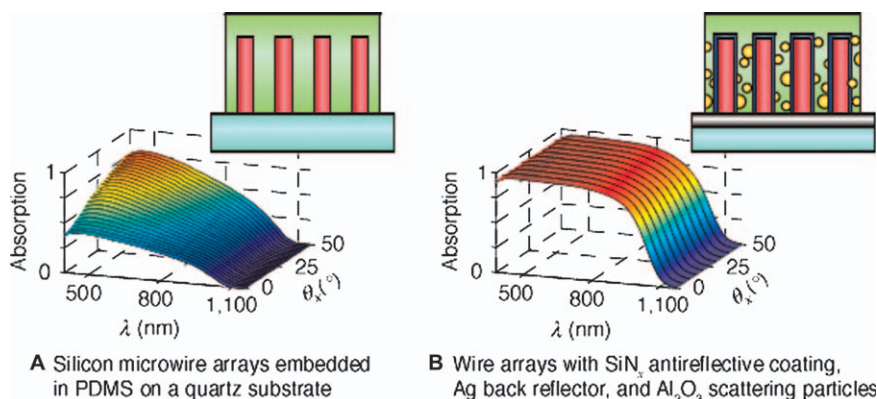 1
Absorption
0
500
800
1,100
λ (nm)
0
25
50
θₓ(°)
1
Absorption
0
500
800
1,100
λ (nm)
0
25
50
θₓ(°)
A Silicon microwire arrays embedded
in PDMS on a quartz substrate
B Wire arrays with SiNₓ antireflective coating,
Ag back reflector, and Al₂O₃ scattering particles